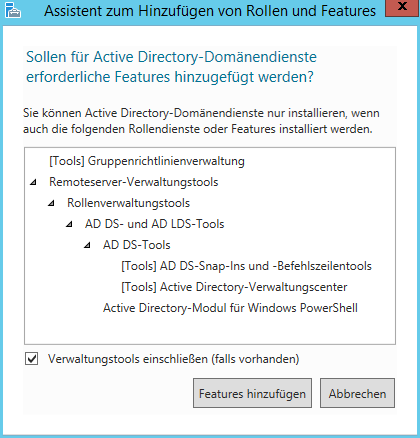 Assistent zum Hinzufügen von Rollen und Features
x
Sollen für Active Directory-Domänendienste
erforderliche Features hinzugefügt werden?
Sie können Active Directory-Domänendienste nur installieren, wenn
auch die folgenden Rollendienste oder Features installiert werden.
[Tools] Gruppenrichtlinienverwaltung
Remoteserver-Verwaltungstools
Rollenverwaltungstools
AD DS- und AD LDS-Tools
AD DS-Tools
[Tools] AD DS-Snap-Ins und -Befehlszeilentools
[Tools] Active Directory-Verwaltungscenter
Active Directory-Modul für Windows PowerShell
Verwaltungstools einschließen (falls vorhanden)
Features hinzufügen
Abbrechen